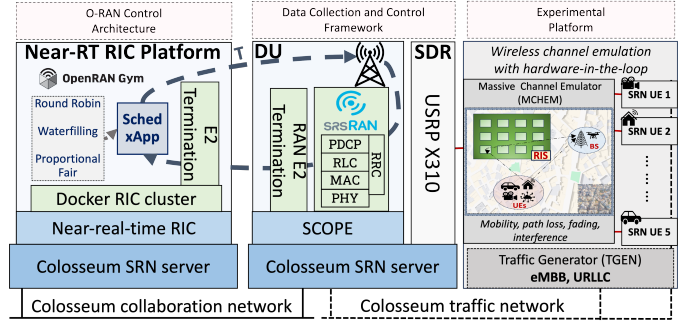 O-RAN Control
Architecture
Data Collection and Control
Framework
Experimental
Platform
Near-RT RIC Platform
DU
SDR
Wireless channel emulation
with hardware-in-the-loop
OpenRAN Gym
Round Robin
Waterfilling
Proportional
Fair
Sched
xApp
E2
Termination
RAN E2
Termination
srsRAN
PDCP
RLC
MAC
PHY
RRC
USRP X310
Massive Channel Emulator
(MCHEM)
RIS
BS
UEs
Mobility, path loss, fading,
interference
SRN UE 1
SRN UE 2
SRN UE 5
Docker RIC cluster
Near-real-time RIC
SCOPE
Colosseum SRN server
Colosseum SRN server
Traffic Generator (TGEN)
eMBB, URLLC
Colosseum collaboration network
Colosseum traffic network